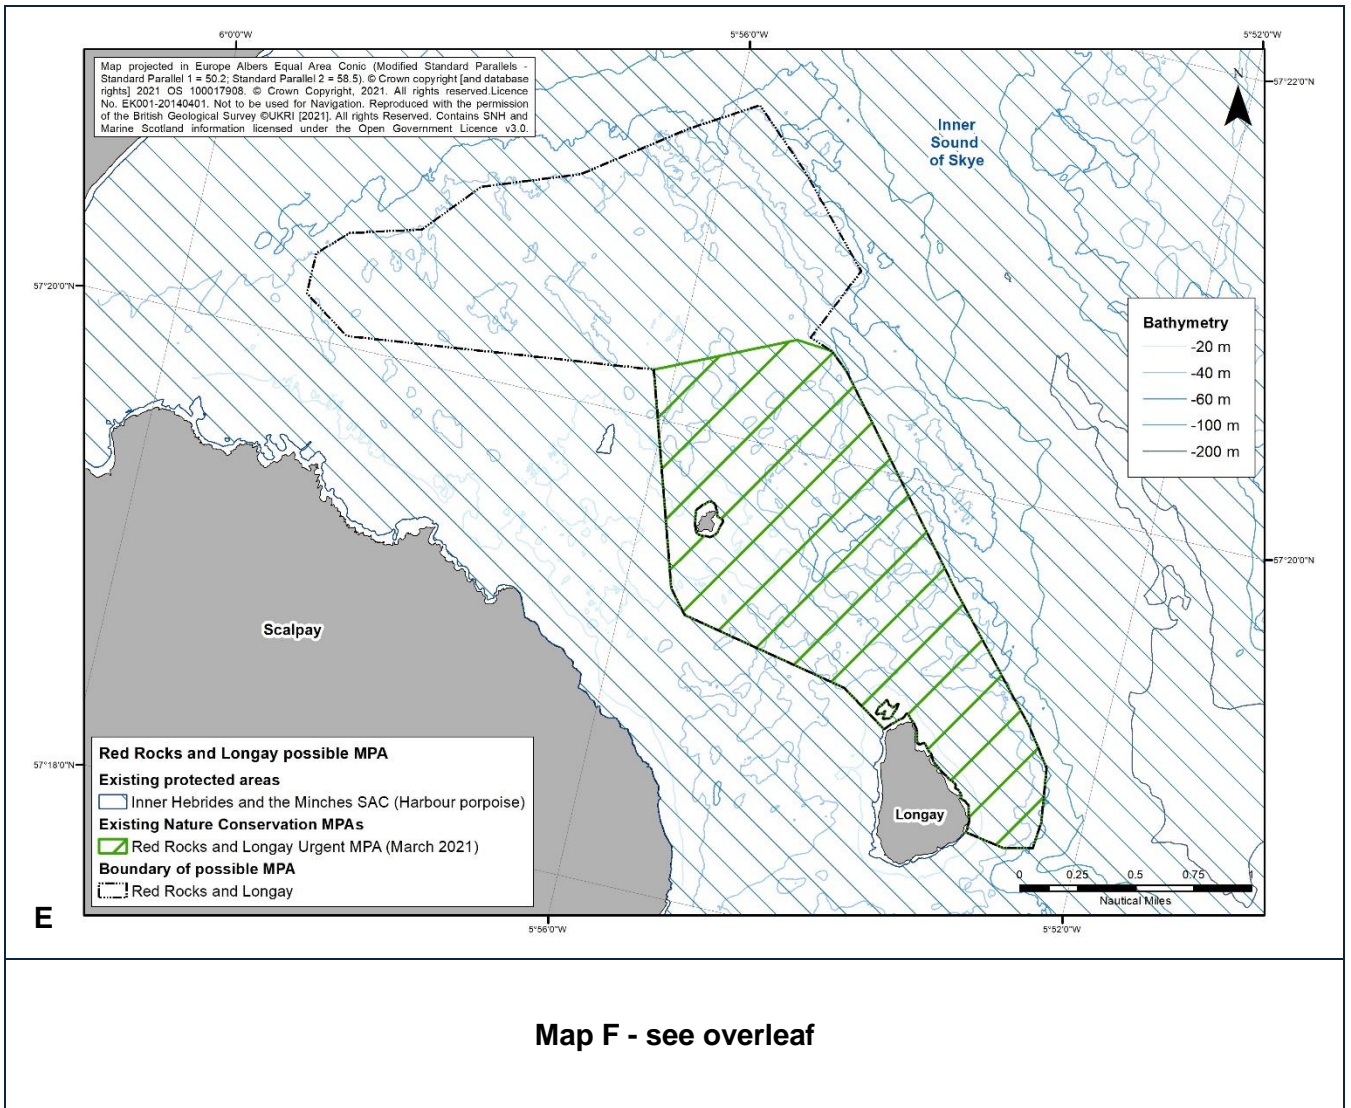 6°0'0"W
5°56'0"W
5°52'0"W
Map projected in Europe Albers Equal Area Conic (Modified Standard Parallels -
Standard Parallel 1 = 50.2; Standard Parallel 2 = 58.5). © Crown copyright [and database
rights] 2021 OS 100017908. © Crown Copyright, 2021. All rights reserved.Licence
No. EK001-20140401. Not to be used for Navigation. Reproduced with the permission
of the British Geological Survey ©UKRI [2021]. All rights Reserved. Contains SNH and
Marine Scotland information licensed under the Open Government Licence v3.0.
N
57°22'0"N
Inner
Sound
of Skye
57°20'0"N
Bathymetry
-20 m
-40 m
-60 m
-100 m
-200 m
57°20'0"N
Scalpay
57°18'0"N
Red Rocks and Longay possible MPA
Existing protected areas
Inner Hebrides and the Minches SAC (Harbour porpoise)
Existing Nature Conservation MPAs
Red Rocks and Longay Urgent MPA (March 2021)
Boundary of possible MPA
Red Rocks and Longay
Longay
0 0.25 0.5 0.75 1
Nautical Miles
E
5°56'0"W
5°52'0"W
Map F - see overleaf